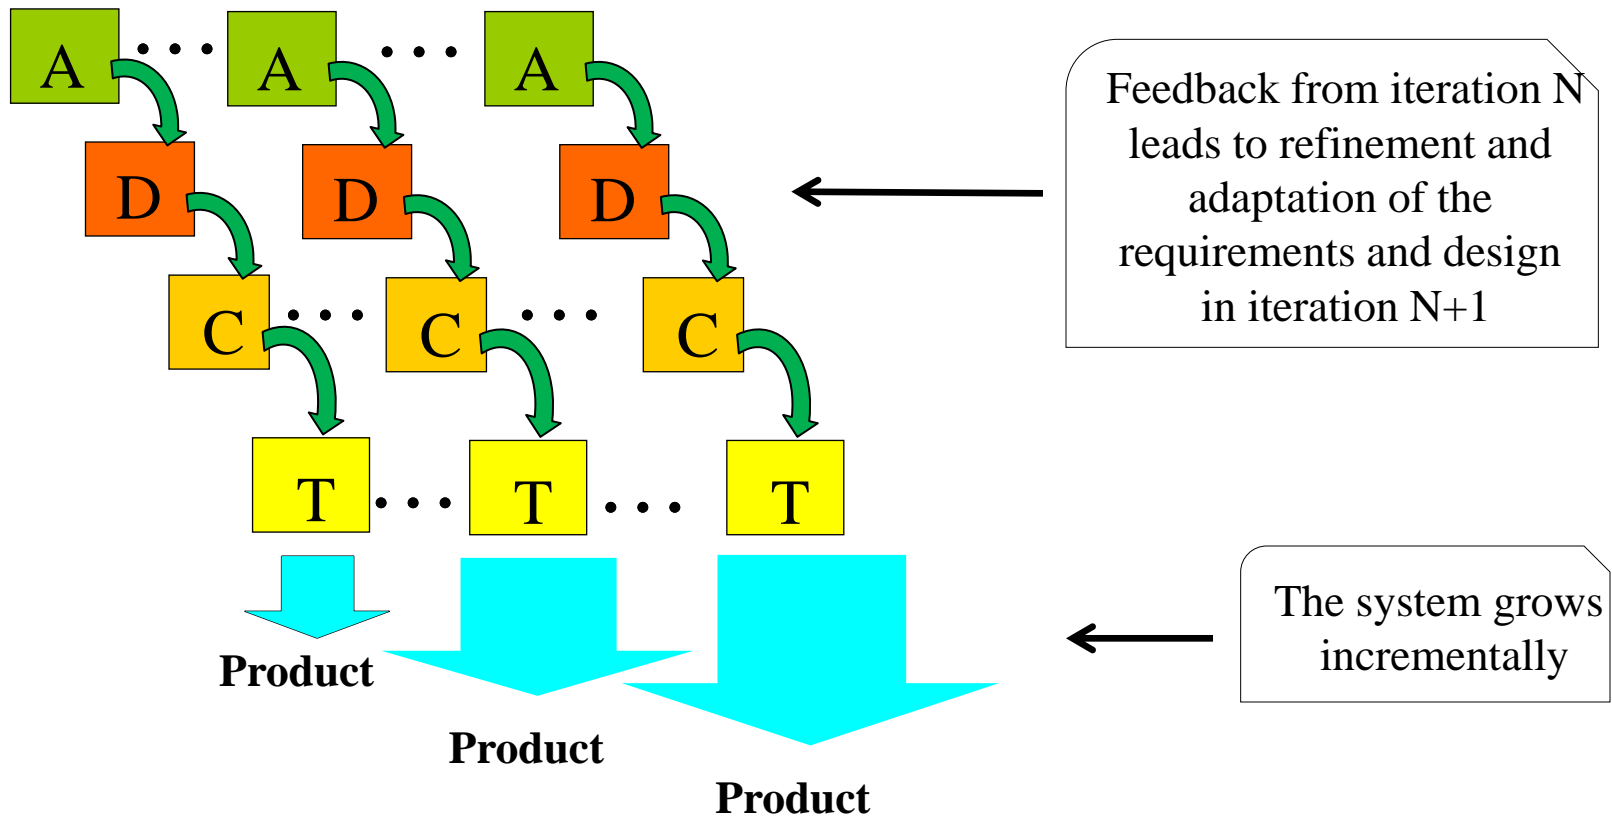 A
A
A
D
D
D
C
C
C
T
T
T
Product
Product
Product
Feedback from iteration N
leads to refinement and
adaptation of the
requirements and design
in iteration N+1
The system grows
incrementally